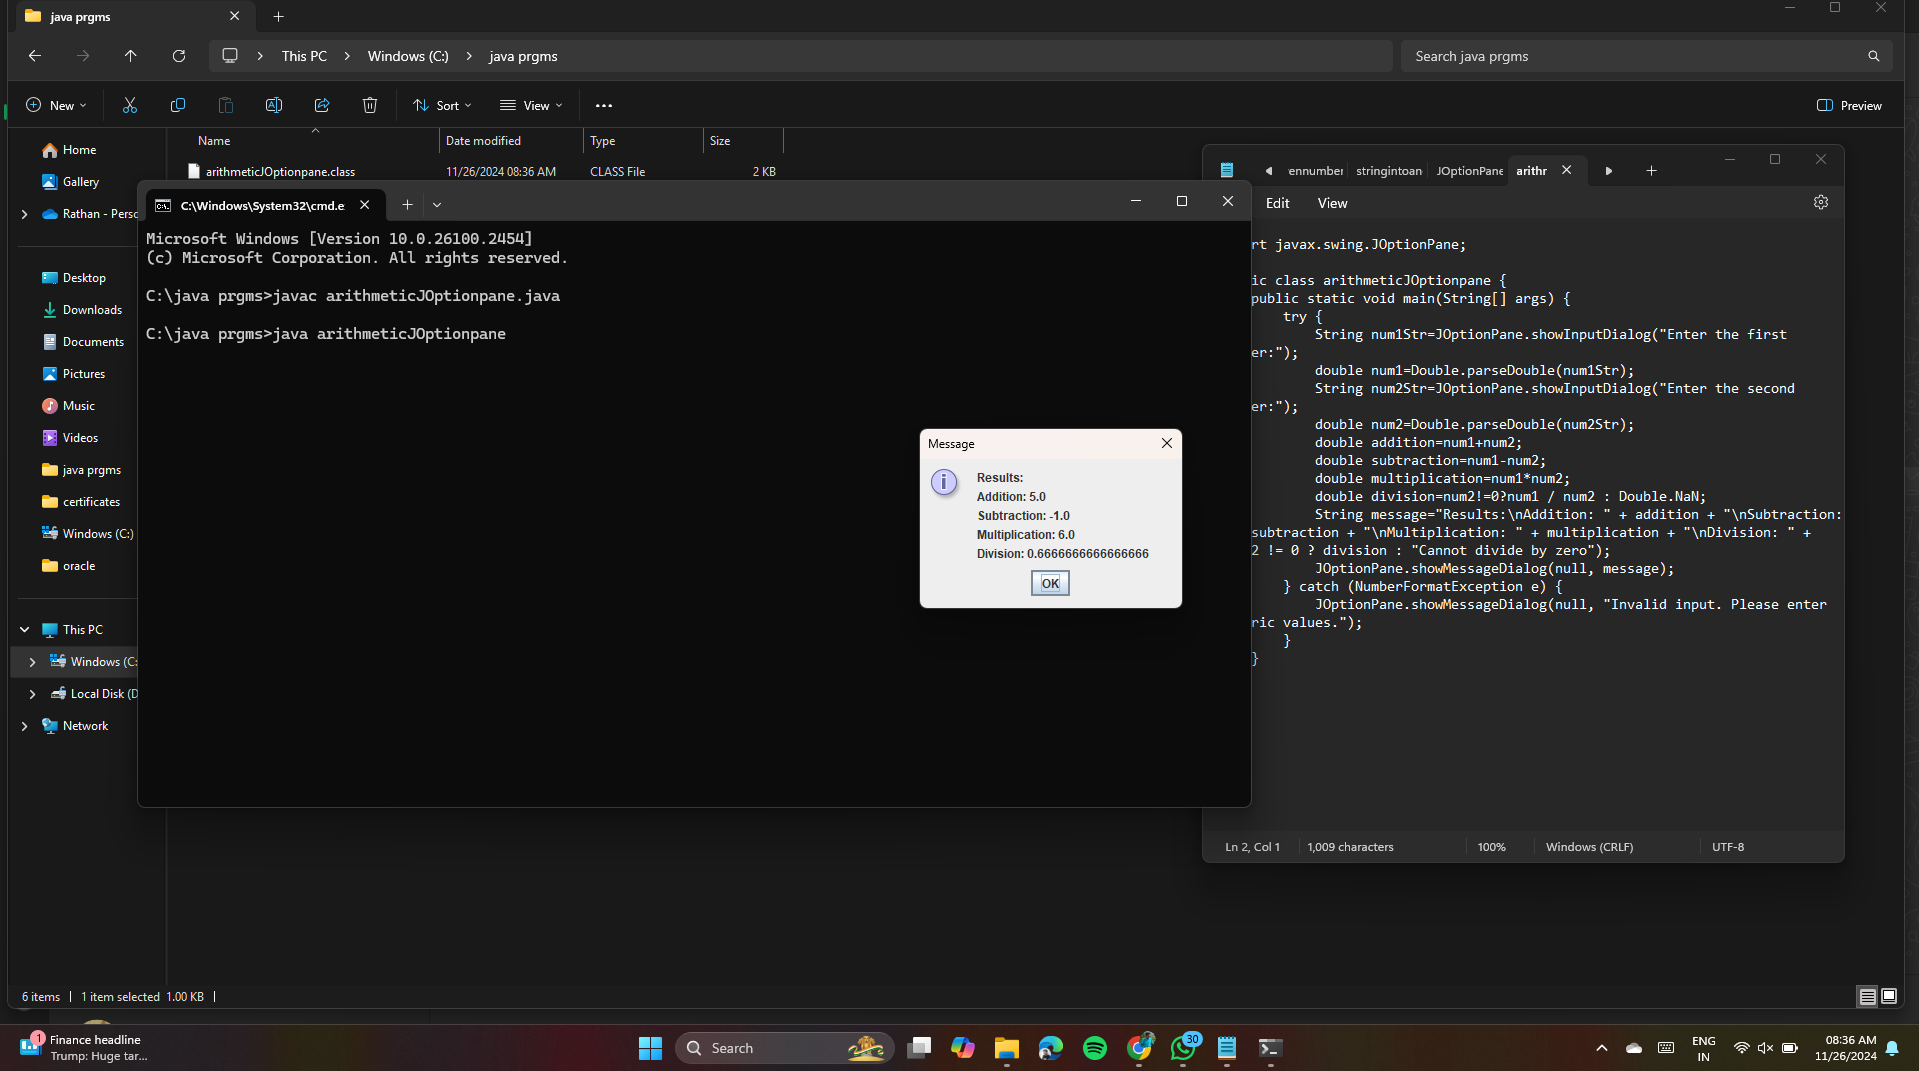 java prgms
This PC
Windows (C:)
java prgms
Search java prgms
New
Sort
View
Preview
Name
Date modified
Type
Size
arithmeticJOptionpane.class
11/26/2024 08:36 AM
CLASS File
2 KB
Home
Gallery
Rathan - Perso
Desktop
Downloads
Documents
Pictures
Music
Videos
java prgms
certificates
Windows (C:)
oracle
This PC
Windows (C:
Local Disk (D
Network
C:\Windows\System32\cmd.e
Microsoft Windows [Version 10.0.26100.2454]
(c) Microsoft Corporation. All rights reserved.
C:\java prgms>javac arithmeticJOptionpane.java
C:\java prgms>java arithmeticJOptionpane
Message
Results:
Addition: 5.0
Subtraction: -1.0
Multiplication: 6.0
Division: 0.6666666666666666
OK
ennumber
stringintoan
JOptionPane
arithr
Edit
View
rt javax.swing.JOptionPane;
ic class arithmeticJOptionpane {
public static void main(String[] args) {
try {
String num1Str=JOptionPane.showInputDialog("Enter the first
er:");
double num1=Double.parseDouble(num1Str);
String num2Str=JOptionPane.showInputDialog("Enter the second
er:");
double num2=Double.parseDouble(num2Str);
double addition=num1+num2;
double subtraction=num1-num2;
double multiplication=num1*num2;
double division=num2!=0?num1 / num2 : Double.NaN;
String message="Results:\nAddition: " + addition + "\nSubtraction:
subtraction + "\nMultiplication: " + multiplication + "\nDivision: " +
2 != 0 ? division : "Cannot divide by zero");
JOptionPane.showMessageDialog(null, message);
} catch (NumberFormatException e) {
JOptionPane.showMessageDialog(null, "Invalid input. Please enter
ric values.");
}
}
Ln 2, Col 1
1,009 characters
100%
Windows (CRLF)
UTF-8
6 items
1 item selected 1.00 KB
1
Finance headline
Trump: Huge tar...
Search
30
ENG
IN
08:36 AM
11/26/2024